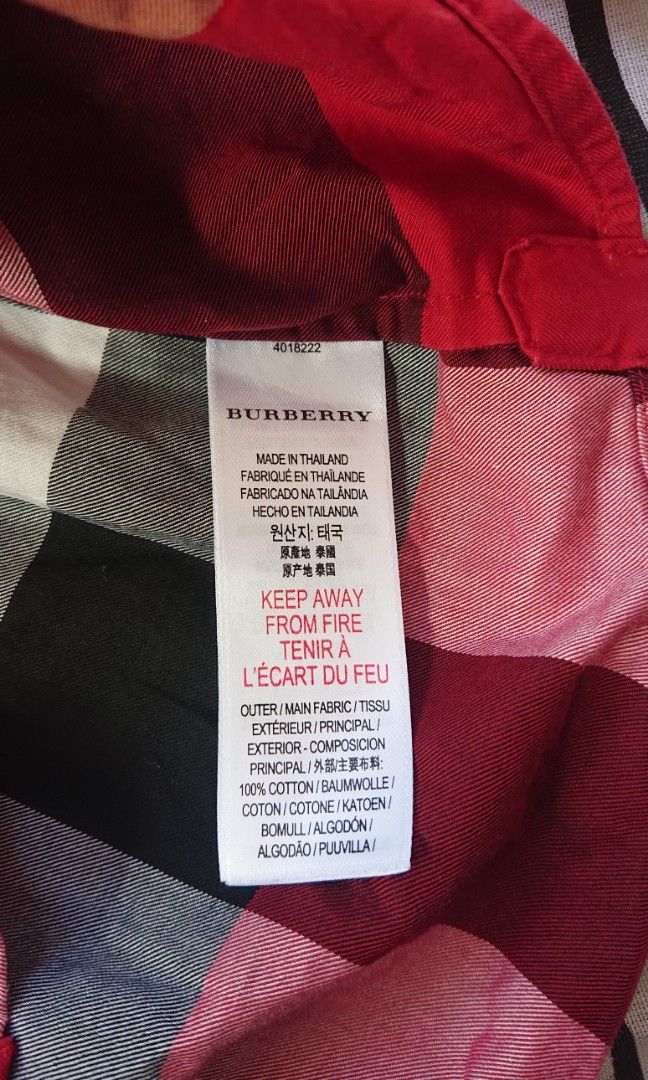 4018222
BURBERRY
MADE IN THAILAND
FABRIQUÉ EN THAÏLANDE
FABRICADO NA TAILÂNDIA
HECHO EN TAILANDIA
원산지: 태국
原產地 泰國
原产地 泰国
KEEP AWAY
FROM FIRE
TENIR À
L'ÉCART DU FEU
OUTER / MAIN FABRIC / TISSU
EXTÉRIEUR / PRINCIPAL /
EXTERIOR - COMPOSICION
PRINCIPAL / 外部/主要布料:
100% COTTON / BAUMWOLLE /
COTON / COTONE / KATOEN /
BOMULL / ALGODÓN /
ALGODÃO / PUUVILLA /